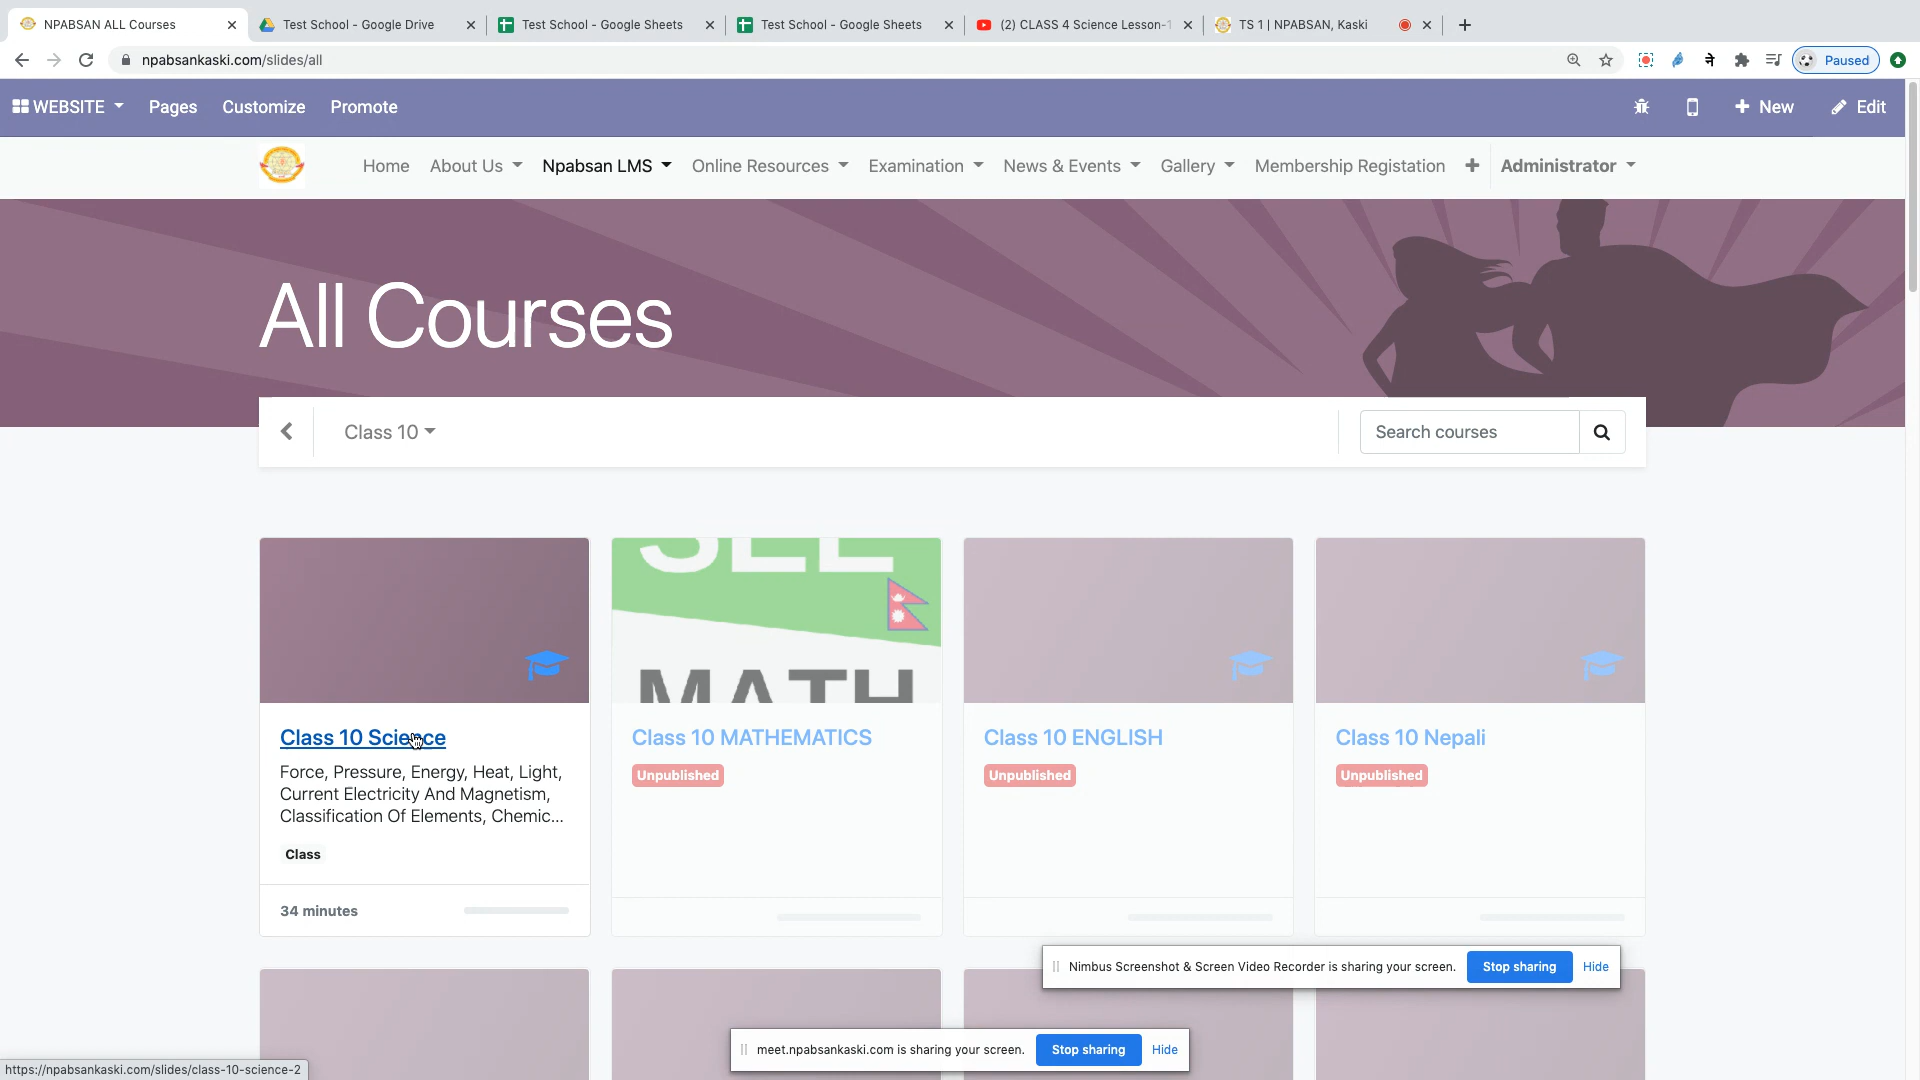 NPABSAN ALL Courses
Test School - Google Drive
Test School - Google Sheets
Test School - Google Sheets
(2) CLASS 4 Science Lesson-1
TS 1 | NPABSAN, Kaski
npabsankaski.com/slides/all
Paused
WEBSITE
Pages
Customize
Promote
New
Edit
Home
About Us
Npabsan LMS
Online Resources
Examination
News & Events
Gallery
Membership Registation
Administrator
All Courses
Class 10
Search courses
SEE
MATH
Class 10 Science
Force, Pressure, Energy, Heat, Light,
Current Electricity And Magnetism,
Classification Of Elements, Chemic...
Class
34 minutes
Class 10 MATHEMATICS
Unpublished
Class 10 ENGLISH
Unpublished
Class 10 Nepali
Unpublished
Nimbus Screenshot & Screen Video Recorder is sharing your screen.
Stop sharing
Hide
meet.npabsankaski.com is sharing your screen.
Stop sharing
Hide
https://npabsankaski.com/slides/class-10-science-2